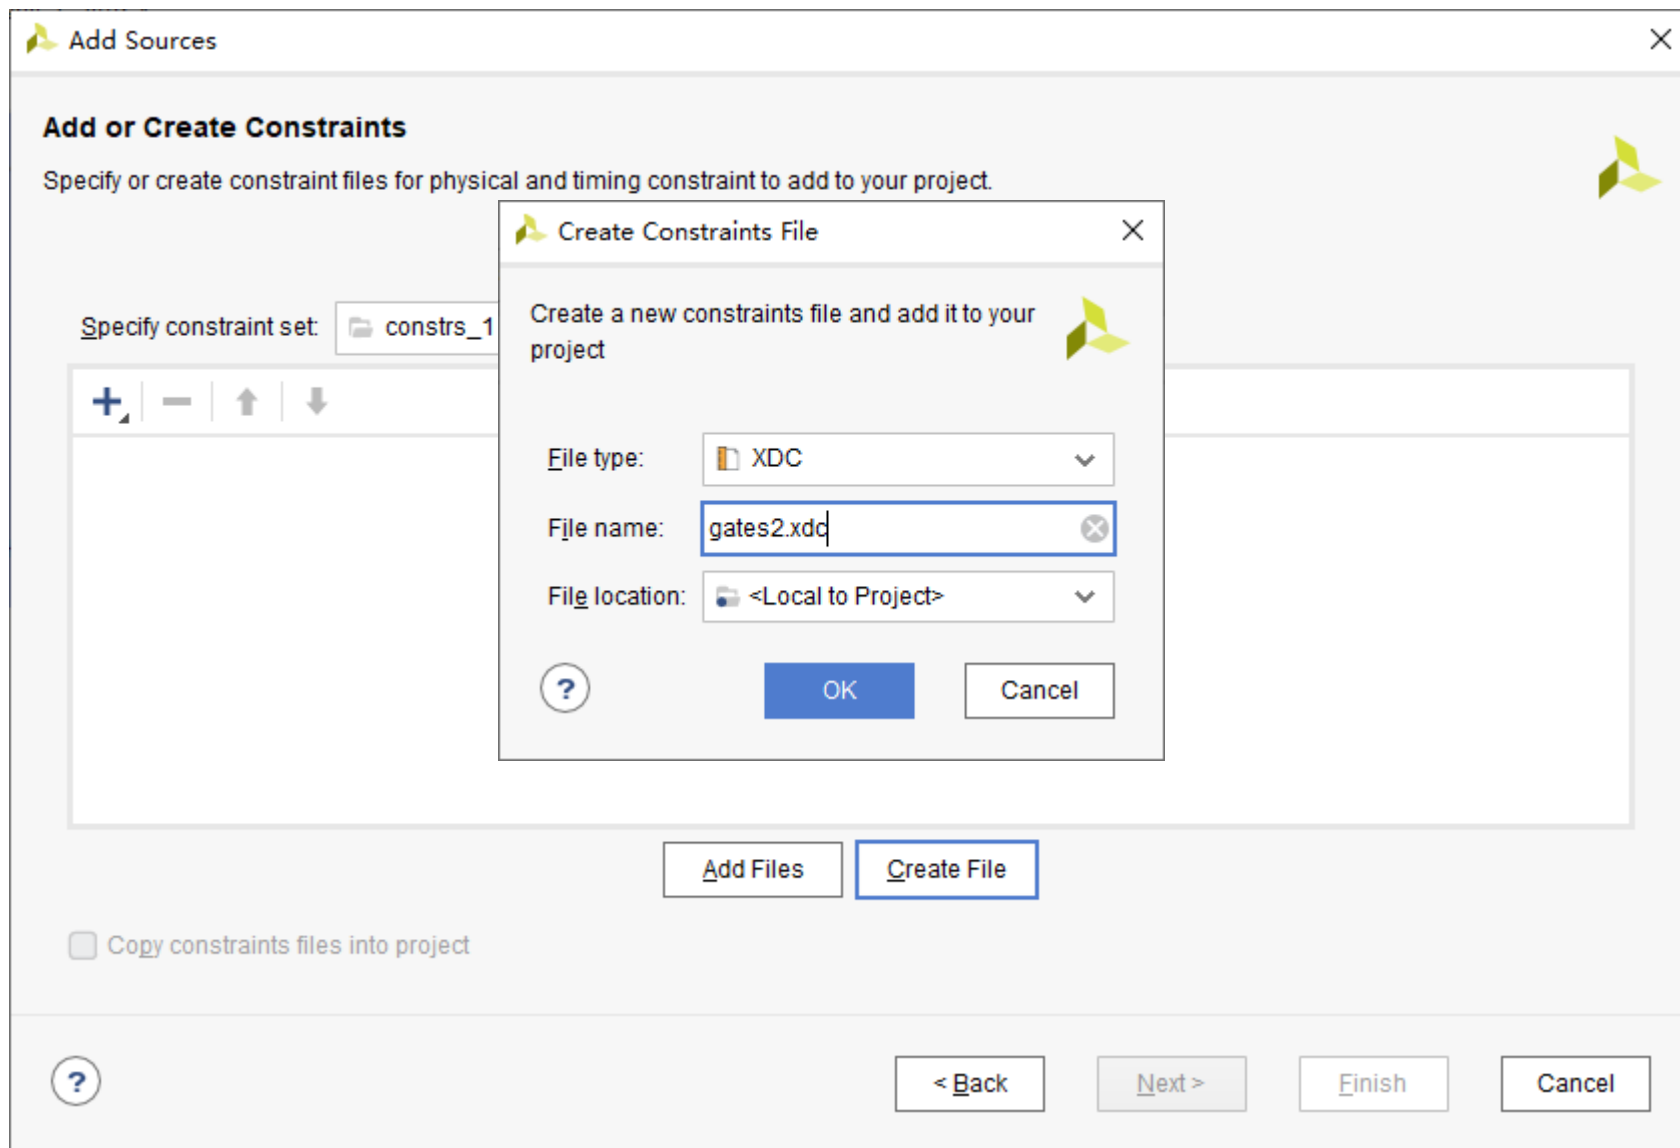 Add Sources
Add or Create Constraints
Specify or create constraint files for physical and timing constraint to add to your project.
Specify constraint set:
constrs_1
Create Constraints File
Create a new constraints file and add it to your
project
File type:
XDC
File name:
gates2.xdc
File location:
<Local to Project>
?
OK
Cancel
Add Files
Create File
Copy constraints files into project
?
< Back
Next >
Finish
Cancel